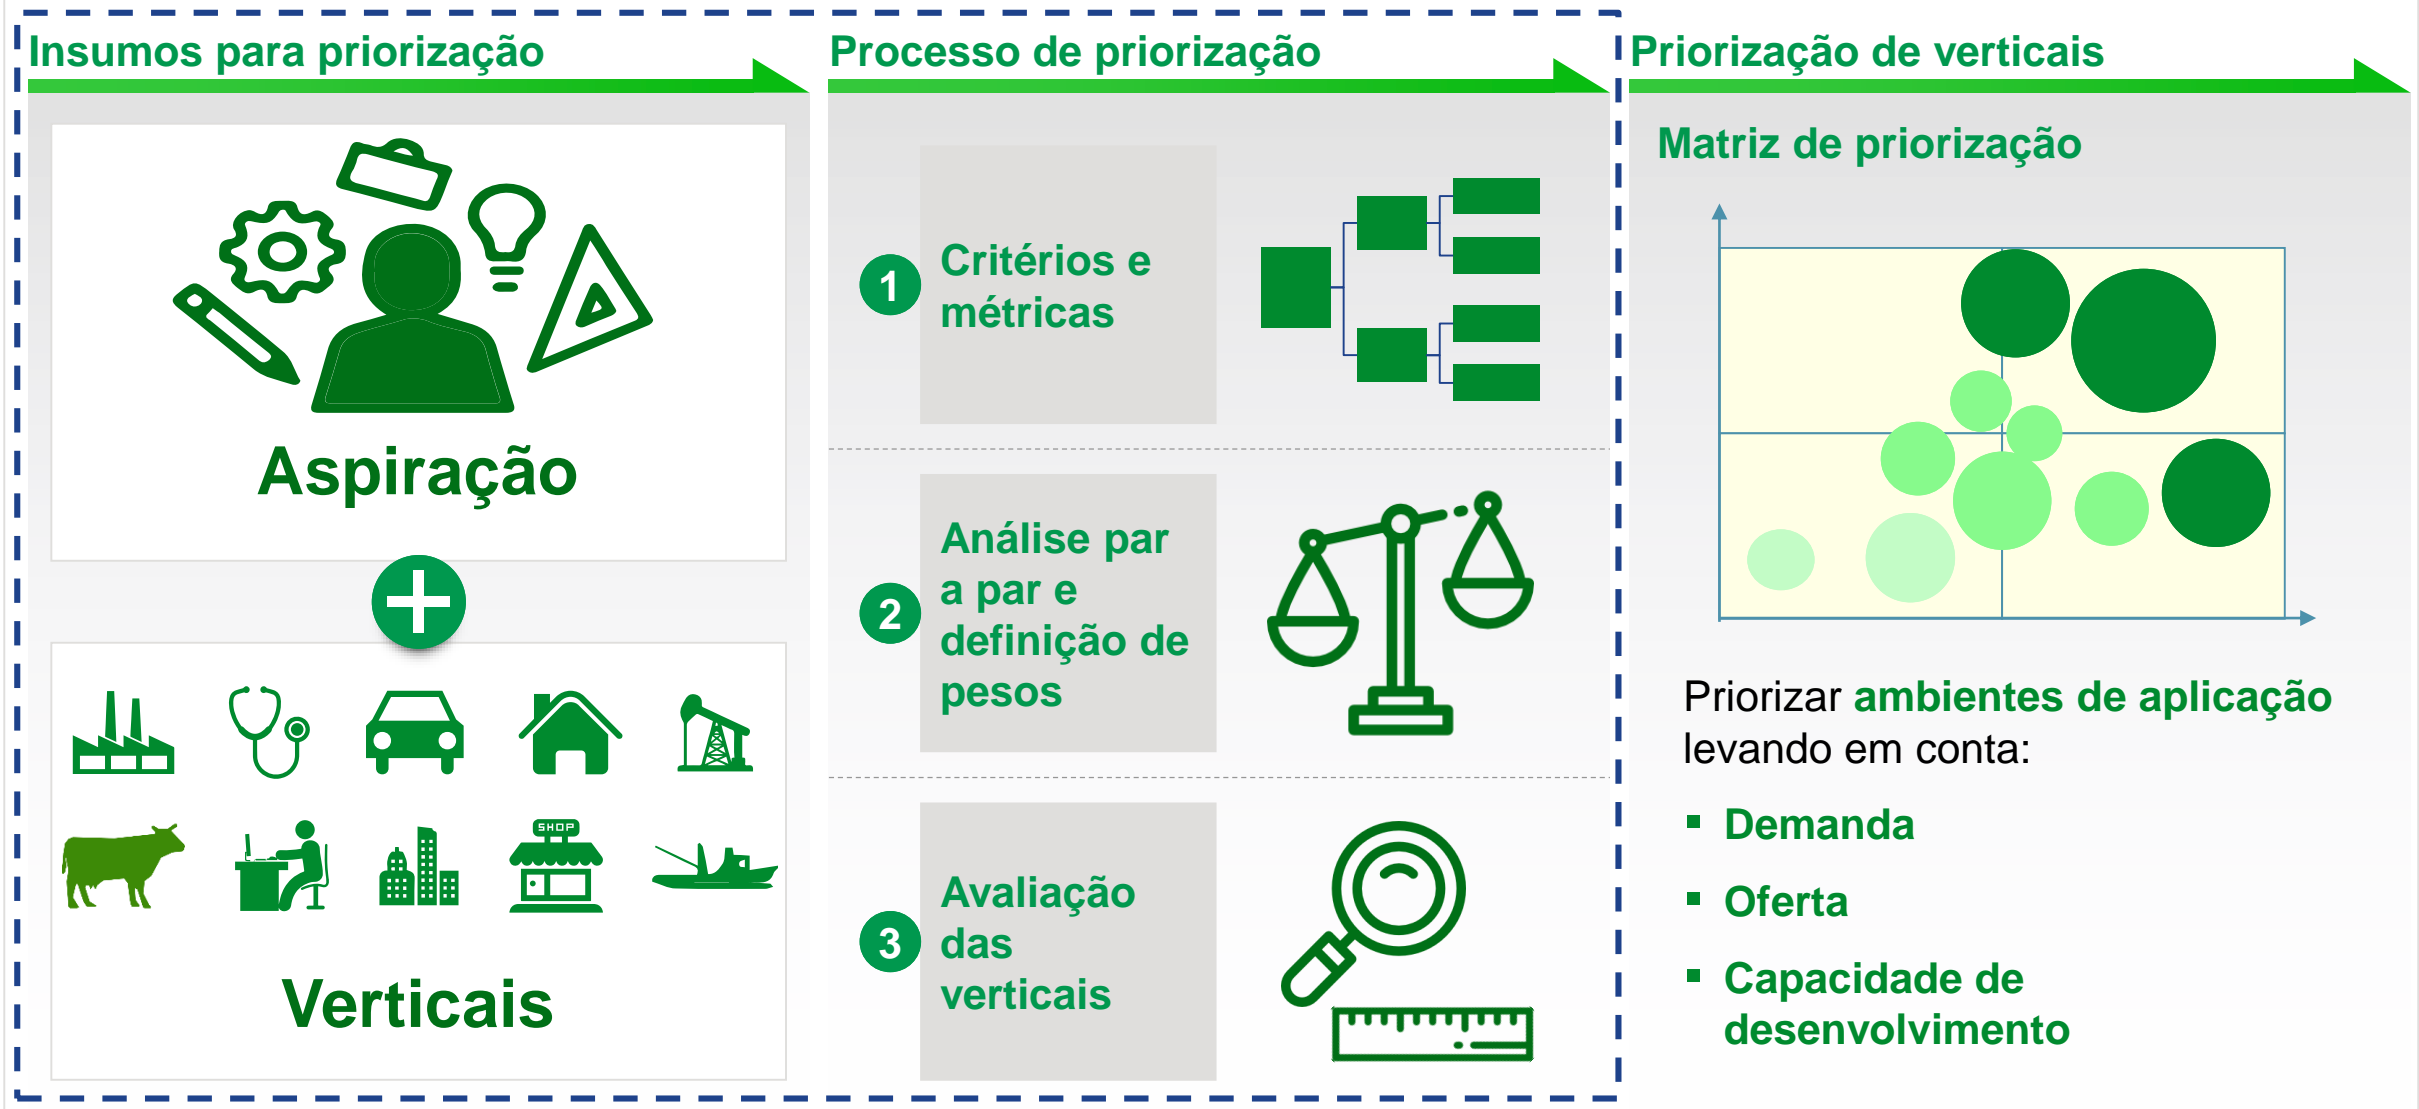 Insumos para priorização
Aspiração
SHOP
Verticais
Processo de priorização
1
Critérios e
métricas
2
Análise par
a par e
definição de
pesos
3
Avaliação
das
verticais
Priorização de verticais
Matriz de priorização
Priorizar ambientes de aplicação
levando em conta:
Demanda
Oferta
Capacidade de
desenvolvimento